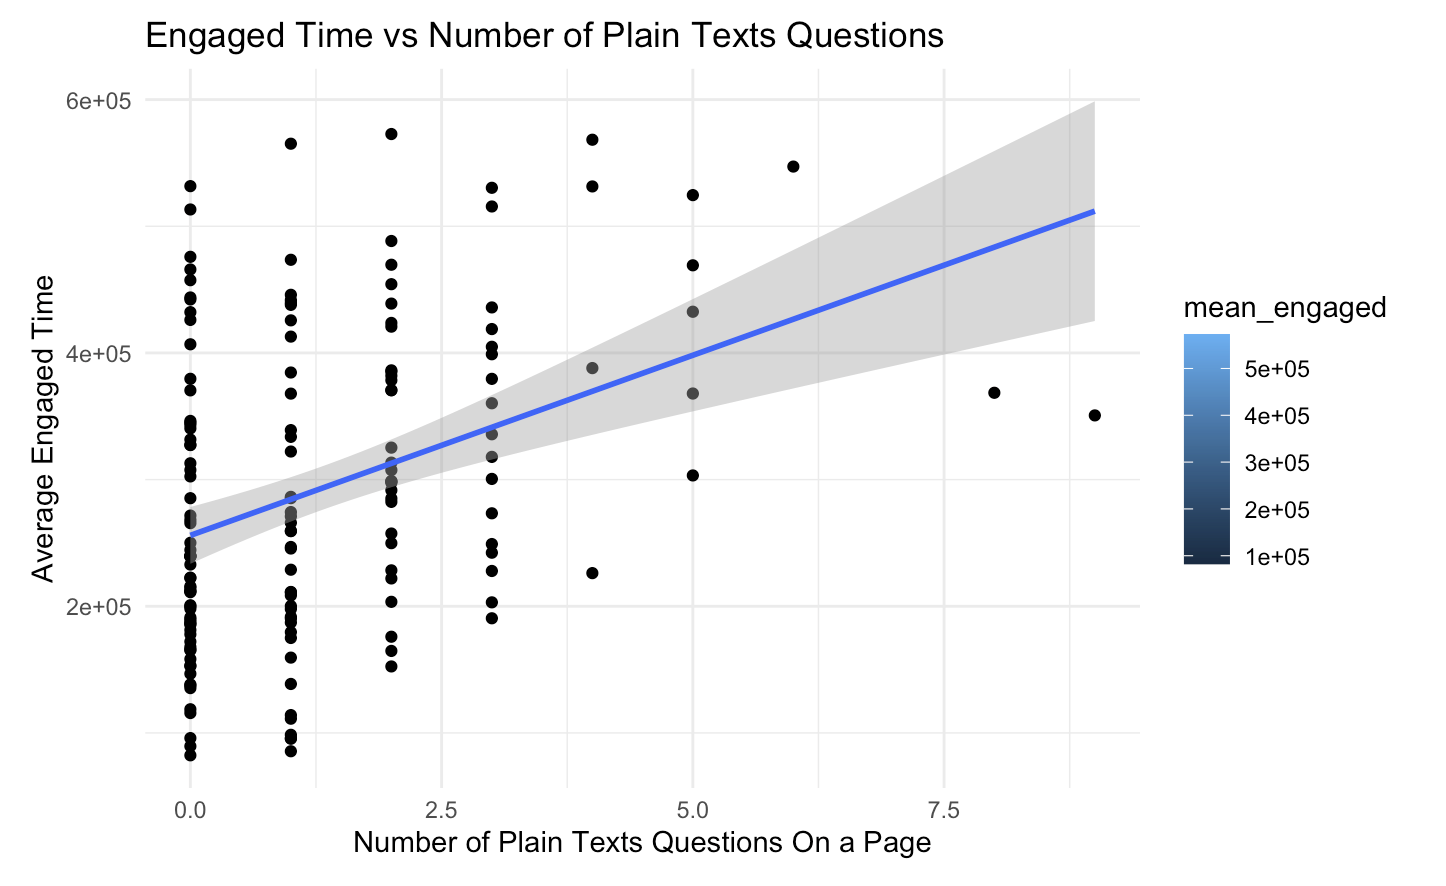 Engaged Time vs Number of Plain Texts Questions
6e+05
4e+05
2e+05
Average Engaged Time
0.0 2.5 5.0 7.5
Number of Plain Texts Questions On a Page
mean_engaged
5e+05
4e+05
3e+05
2e+05
1e+05